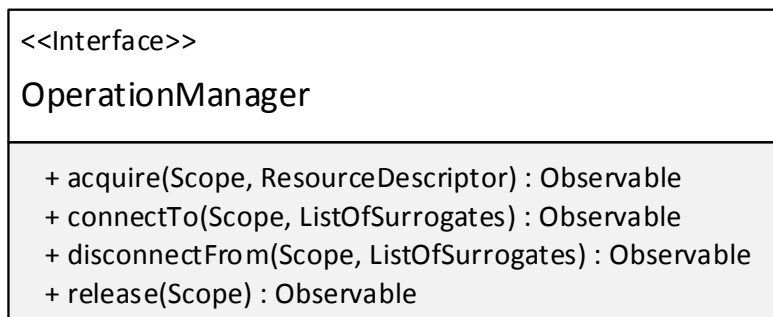 <<Interface>>
OperationManager
+ acquire(Scope, ResourceDescriptor) : Observable
+ connectTo(Scope, ListOfSurrogates) : Observable
+ disconnectFrom(Scope, ListOfSurrogates) : Observable
+ release(Scope) : Observable